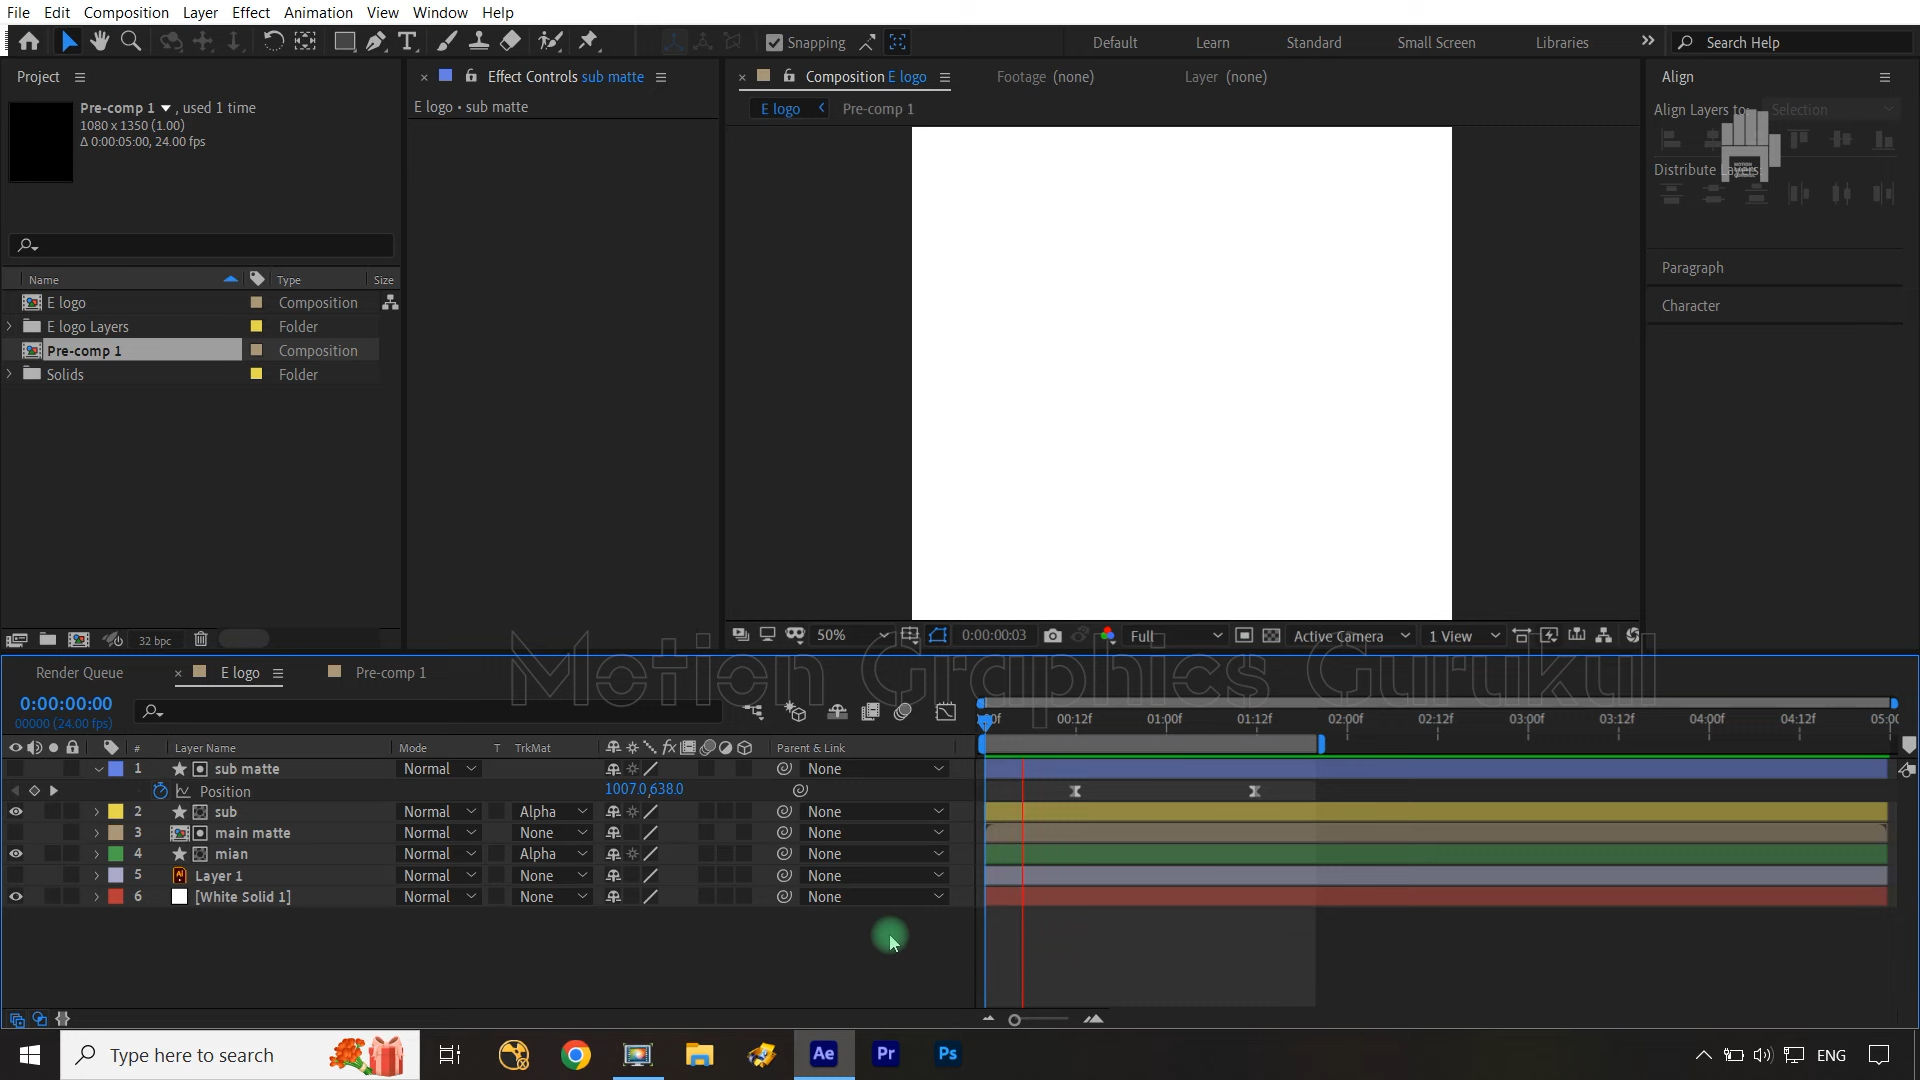 File Edit Composition Layer Effect Animation View Window Help
Snapping Default Learn Standard Small Screen Libraries Search Help
Project
Pre-comp 1 , used 1 time
1080 x 1350 (1.00)
Δ 0:00:05:00, 24.00 fps
Name Type Size
E logo Composition
E logo Layers Folder
Pre-comp 1 Composition
Solids Folder
32 bpc
Effect Controls sub matte
E logo • sub matte
Composition E logo Footage (none) Layer (none)
E logo Pre-comp 1
50% 0:00:00:03 Full Active Camera 1 View
Align
Align Layers to: Selection
Distribute Layers
Paragraph
Character
Motion Graphics Gurukul
Render Queue E logo Pre-comp 1
0:00:00:00
00000 (24.00 fps)
00:12f 01:00f 01:12f 02:00f 02:12f 03:00f 03:12f 04:00f 04:12f 05:00
# Layer Name Mode T TrkMat Parent & Link
1 sub matte Normal None
Position 1007.0,638.0
2 sub Normal Alpha None
3 main matte Normal None None
4 mian Normal Alpha None
5 Ai Layer 1 Normal None None
6 [White Solid 1] Normal None None
Type here to search Ae Pr Ps ENG